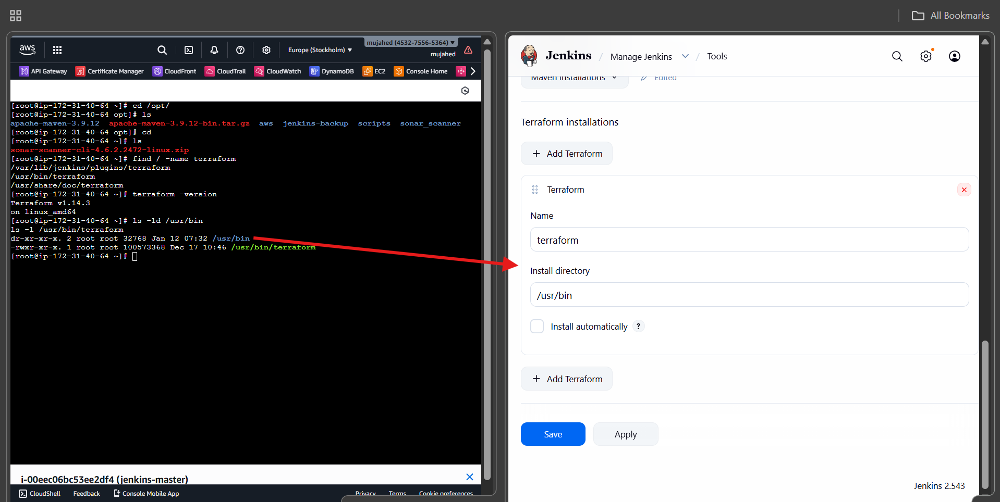 All Bookmarks
aws
Europe (Stockholm)
mujahed (4532-7556-5364)
mujahed
API Gateway
Certificate Manager
CloudFront
CloudTrail
CloudWatch
DynamoDB
EC2
Console Home
[root@ip-172-31-40-64 ~]# cd /opt/
[root@ip-172-31-40-64 opt]# ls
apache-maven-3.9.12  apache-maven-3.9.12-bin.tar.gz  aws  jenkins-backup  scripts  sonar_scanner
[root@ip-172-31-40-64 opt]# cd
[root@ip-172-31-40-64 ~]# ls
sonar-scanner-cli-4.6.2.2472-linux.zip
[root@ip-172-31-40-64 ~]# find / -name terraform
/var/lib/jenkins/plugins/terraform
/usr/bin/terraform
/usr/share/doc/terraform
[root@ip-172-31-40-64 ~]# terraform -version
Terraform v1.14.3
on linux_amd64
[root@ip-172-31-40-64 ~]# ls -ld /usr/bin
ls -l /usr/bin/terraform
dr-xr-xr-x. 2 root root 32768 Jan 12 07:32 /usr/bin
-rwxr-xr-x. 1 root root 100573368 Dec 17 10:46 /usr/bin/terraform
[root@ip-172-31-40-64 ~]#
i-00eec06bc53ee2df4 (jenkins-master)
CloudShell
Feedback
Console Mobile App
Privacy
Terms
Cookie preferences
Jenkins / Manage Jenkins / Tools
Maven installations
Edited
Terraform installations
+ Add Terraform
Terraform
Name
terraform
Install directory
/usr/bin
Install automatically ?
+ Add Terraform
Save
Apply
Jenkins 2.543